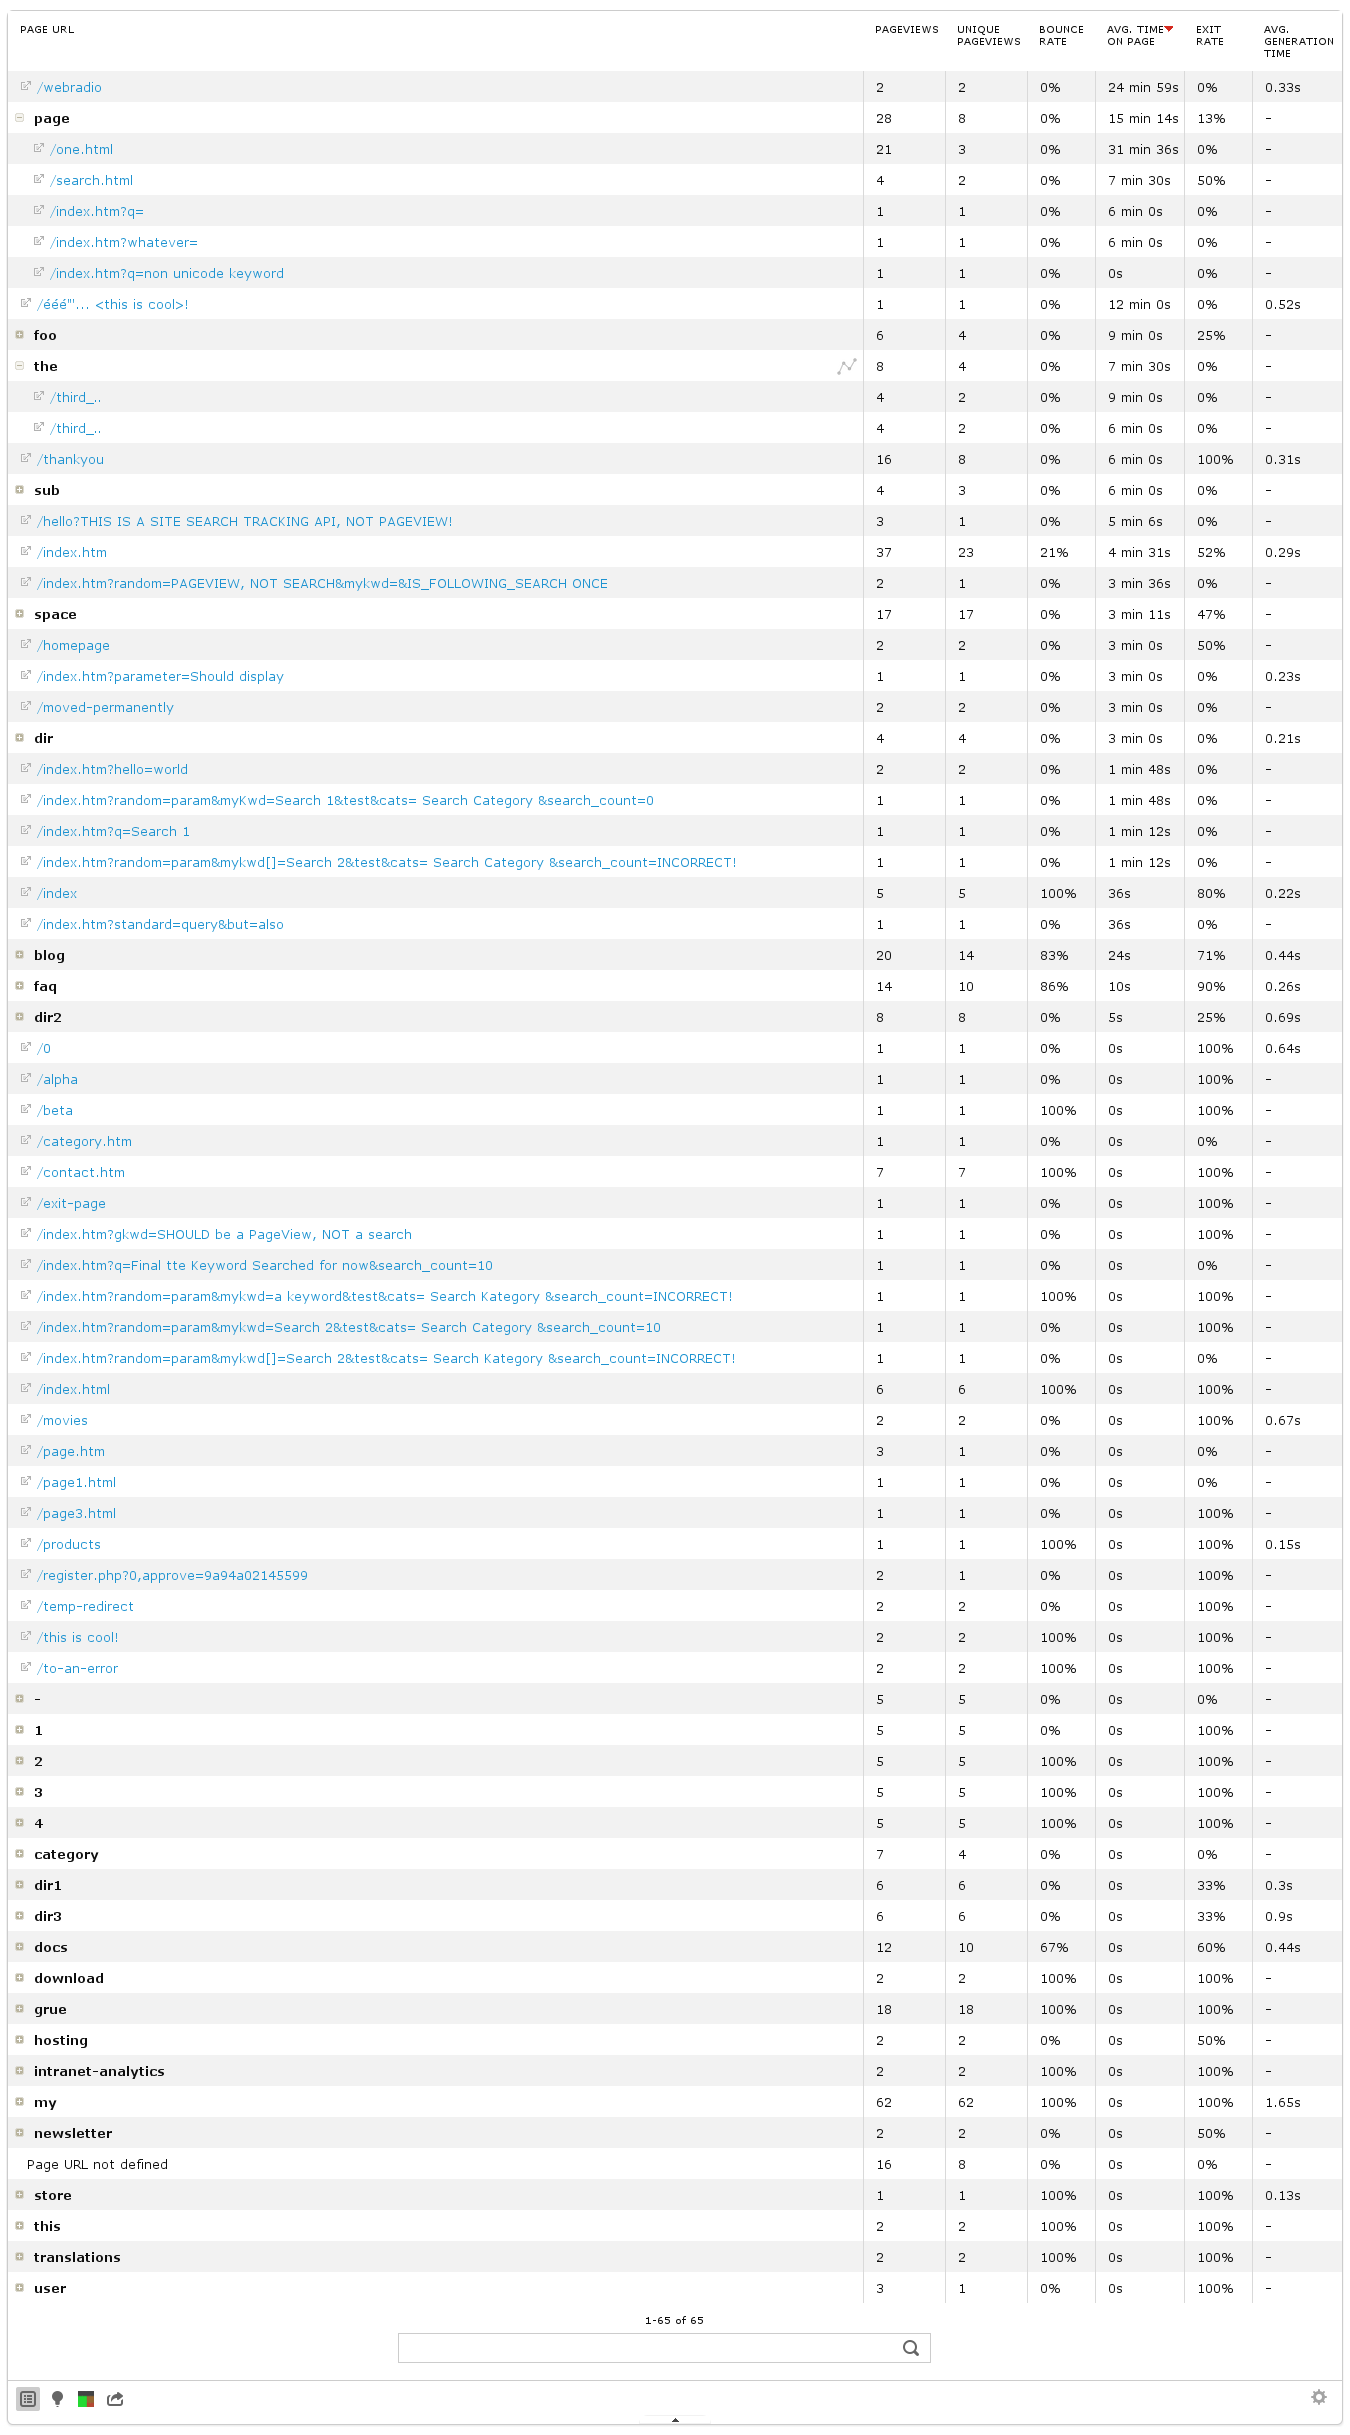 PAGE URL PAGEVIEWS UNIQUE PAGEVIEWS BOUNCE RATE AVG. TIME ON PAGE EXIT RATE AVG. GENERATION TIME
/webradio 2 2 0% 24 min 59s 0% 0.33s
page 28 8 0% 15 min 14s 13% -
/one.html 21 3 0% 31 min 36s 0% -
/search.html 4 2 0% 7 min 30s 50% -
/index.htm?q= 1 1 0% 6 min 0s 0% -
/index.htm?whatever= 1 1 0% 6 min 0s 0% -
/index.htm?q=non unicode keyword 1 1 0% 0s 0% -
/ééé"'... <this is cool>! 1 1 0% 12 min 0s 0% 0.52s
foo 6 4 0% 9 min 0s 25% -
the 8 4 0% 7 min 30s 0% -
/third_.. 4 2 0% 9 min 0s 0% -
/third_.. 4 2 0% 6 min 0s 0% -
/thankyou 16 8 0% 6 min 0s 100% 0.31s
sub 4 3 0% 6 min 0s 0% -
/hello?THIS IS A SITE SEARCH TRACKING API, NOT PAGEVIEW! 3 1 0% 5 min 6s 0% -
/index.htm 37 23 21% 4 min 31s 52% 0.29s
/index.htm?random=PAGEVIEW, NOT SEARCH&mykwd=&IS_FOLLOWING_SEARCH ONCE 2 1 0% 3 min 36s 0% -
space 17 17 0% 3 min 11s 47% -
/homepage 2 2 0% 3 min 0s 50% -
/index.htm?parameter=Should display 1 1 0% 3 min 0s 0% 0.23s
/moved-permanently 2 2 0% 3 min 0s 0% -
dir 4 4 0% 3 min 0s 0% 0.21s
/index.htm?hello=world 2 2 0% 1 min 48s 0% -
/index.htm?random=param&myKwd=Search 1&test&cats= Search Category &search_count=0 1 1 0% 1 min 48s 0% -
/index.htm?q=Search 1 1 1 0% 1 min 12s 0% -
/index.htm?random=param&mykwd[]=Search 2&test&cats= Search Category &search_count=INCORRECT! 1 1 0% 1 min 12s 0% -
/index 5 5 100% 36s 80% 0.22s
/index.htm?standard=query&but=also 1 1 0% 36s 0% -
blog 20 14 83% 24s 71% 0.44s
faq 14 10 86% 10s 90% 0.26s
dir2 8 8 0% 5s 25% 0.69s
/0 1 1 0% 0s 100% 0.64s
/alpha 1 1 0% 0s 100% -
/beta 1 1 100% 0s 100% -
/category.htm 1 1 0% 0s 0% -
/contact.htm 7 7 100% 0s 100% -
/exit-page 1 1 0% 0s 100% -
/index.htm?gkwd=SHOULD be a PageView, NOT a search 1 1 0% 0s 100% -
/index.htm?q=Final tte Keyword Searched for now&search_count=10 1 1 0% 0s 0% -
/index.htm?random=param&mykwd=a keyword&test&cats= Search Kategory &search_count=INCORRECT! 1 1 100% 0s 100% -
/index.htm?random=param&mykwd=Search 2&test&cats= Search Category &search_count=10 1 1 0% 0s 100% -
/index.htm?random=param&mykwd[]=Search 2&test&cats= Search Kategory &search_count=INCORRECT! 1 1 0% 0s 0% -
/index.html 6 6 100% 0s 100% -
/movies 2 2 0% 0s 100% 0.67s
/page.htm 3 1 0% 0s 0% -
/page1.html 1 1 0% 0s 0% -
/page3.html 1 1 0% 0s 100% -
/products 1 1 100% 0s 100% 0.15s
/register.php?0,approve=9a94a02145599 2 1 0% 0s 100% -
/temp-redirect 2 2 0% 0s 100% -
/this is cool! 2 2 100% 0s 100% -
/to-an-error 2 2 100% 0s 100% -
- 5 5 0% 0s 0% -
1 5 5 0% 0s 100% -
2 5 5 100% 0s 100% -
3 5 5 100% 0s 100% -
4 5 5 100% 0s 100% -
category 7 4 0% 0s 0% -
dir1 6 6 0% 0s 33% 0.3s
dir3 6 6 0% 0s 33% 0.9s
docs 12 10 67% 0s 60% 0.44s
download 2 2 100% 0s 100% -
grue 18 18 100% 0s 100% -
hosting 2 2 0% 0s 50% -
intranet-analytics 2 2 100% 0s 100% -
my 62 62 100% 0s 100% 1.65s
newsletter 2 2 0% 0s 50% -
Page URL not defined 16 8 0% 0s 0% -
store 1 1 100% 0s 100% 0.13s
this 2 2 100% 0s 100% -
translations 2 2 100% 0s 100% -
user 3 1 0% 0s 100% -
1-65 of 65